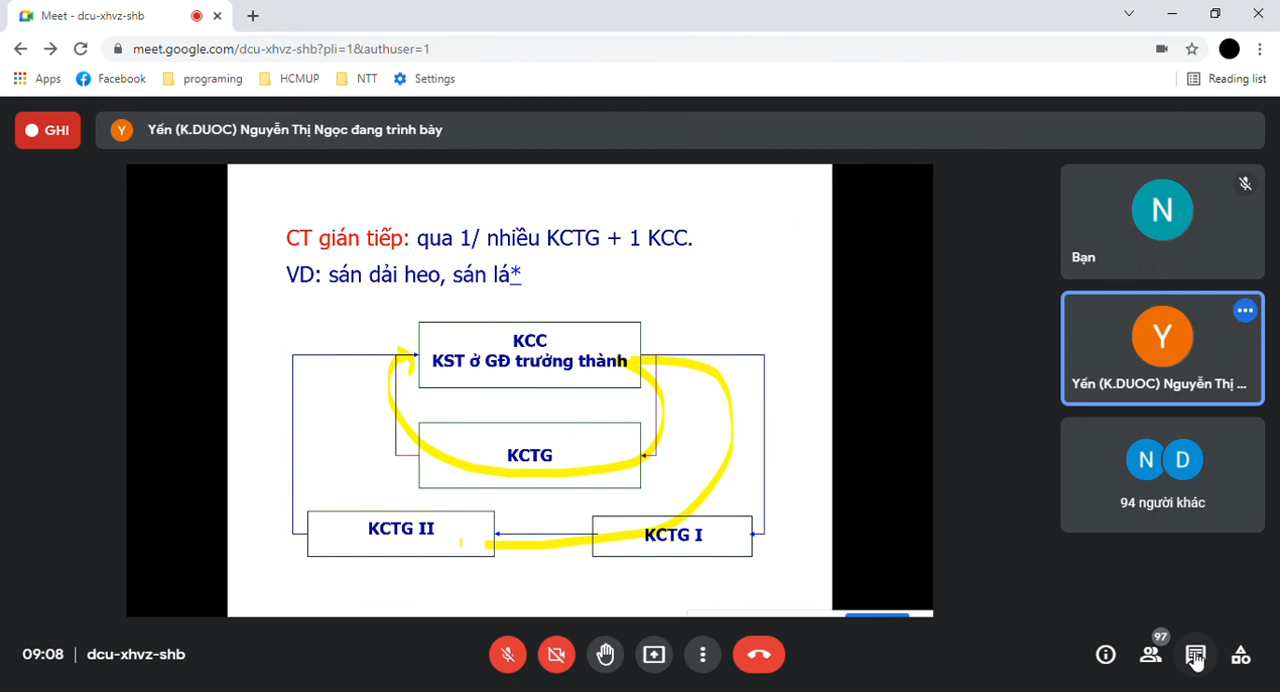 Meet - dcu-xhvz-shb
meet.google.com/dcu-xhvz-shb?pli=1&authuser=1
Apps Facebook programing HCMUP NTT Settings Reading list
GHI
Y Yến (K.DUOC) Nguyễn Thị Ngọc đang trình bày
CT gián tiếp: qua 1/ nhiều KCTG + 1 KCC.
VD: sán dải heo, sán lá*
KCC
KST ở GĐ trưởng thành
KCTG
KCTG II
KCTG I
N
Bạn
Y
Yến (K.DUOC) Nguyễn Thị ...
N D
94 người khác
09:08 | dcu-xhvz-shb
97